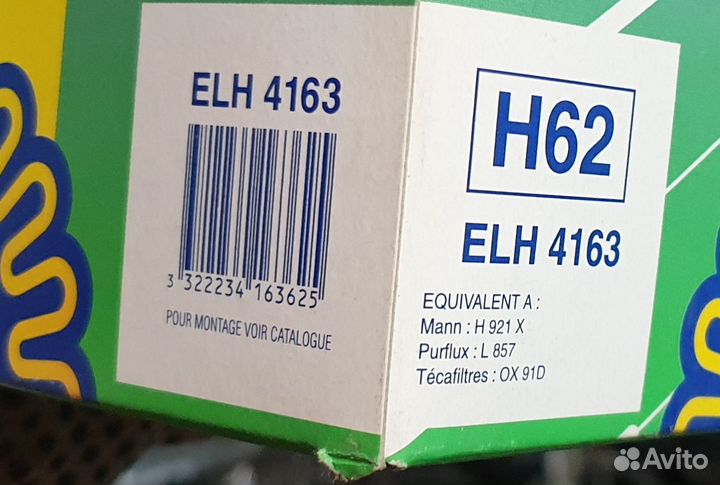 ELH 4163
3 322234 163625
POUR MONTAGE VOIR CATALOGUE
H62
ELH 4163
EQUIVALENT A :
Mann : H 921 X
Purflux : L 857
Técafiltres : OX 91D
Avito